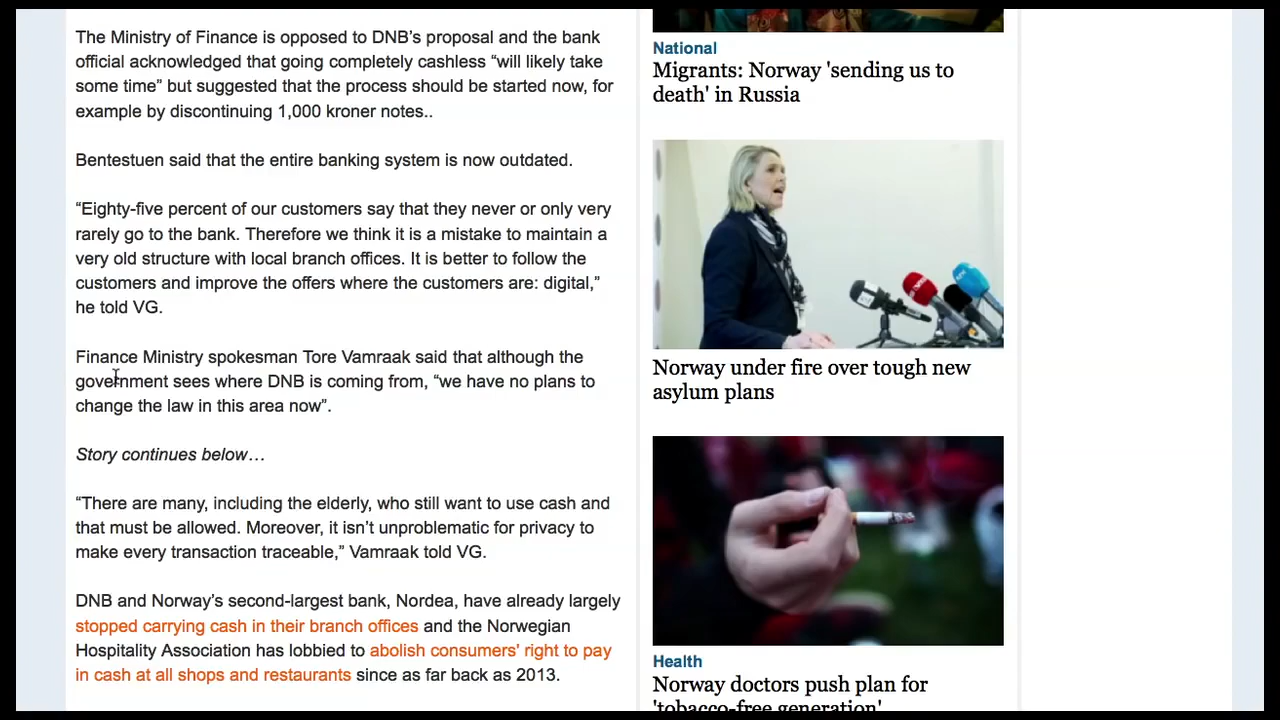 The Ministry of Finance is opposed to DNB’s proposal and the bank
official acknowledged that going completely cashless “will likely take
some time” but suggested that the process should be started now, for
example by discontinuing 1,000 kroner notes..
Bentestuen said that the entire banking system is now outdated.
“Eighty-five percent of our customers say that they never or only very
rarely go to the bank. Therefore we think it is a mistake to maintain a
very old structure with local branch offices. It is better to follow the
customers and improve the offers where the customers are: digital,”
he told VG.
Finance Ministry spokesman Tore Vamraak said that although the
government sees where DNB is coming from, “we have no plans to
change the law in this area now”.
Story continues below…
“There are many, including the elderly, who still want to use cash and
that must be allowed. Moreover, it isn’t unproblematic for privacy to
make every transaction traceable,” Vamraak told VG.
DNB and Norway’s second-largest bank, Nordea, have already largely
stopped carrying cash in their branch offices and the Norwegian
Hospitality Association has lobbied to abolish consumers’ right to pay
in cash at all shops and restaurants since as far back as 2013.
National
Migrants: Norway 'sending us to
death' in Russia
Norway under fire over tough new
asylum plans
Health
Norway doctors push plan for
'tobacco-free generation'